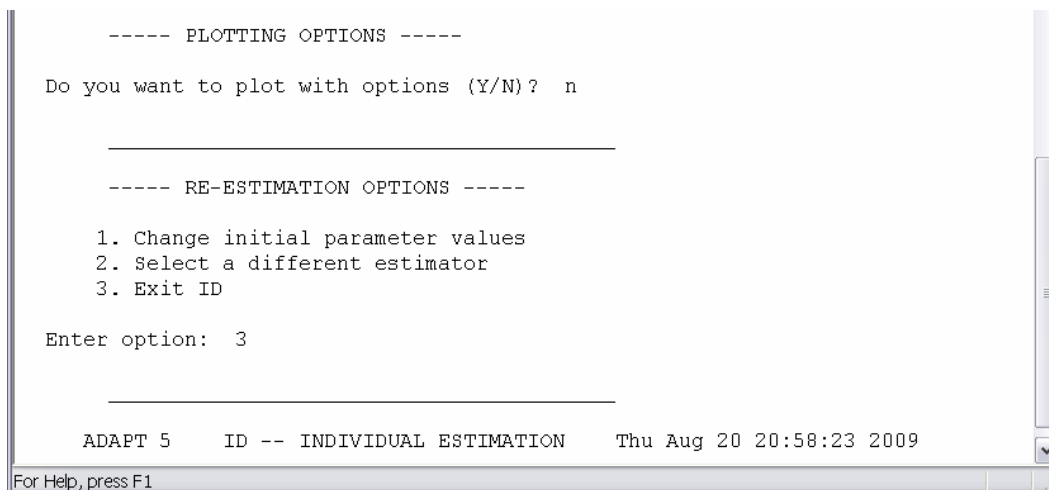 ----- PLOTTING OPTIONS -----
Do you want to plot with options (Y/N)? n
----- RE-ESTIMATION OPTIONS -----
1. Change initial parameter values
2. Select a different estimator
3. Exit ID
Enter option: 3
ADAPT 5 ID -- INDIVIDUAL ESTIMATION Thu Aug 20 20:58:23 2009
For Help, press F1